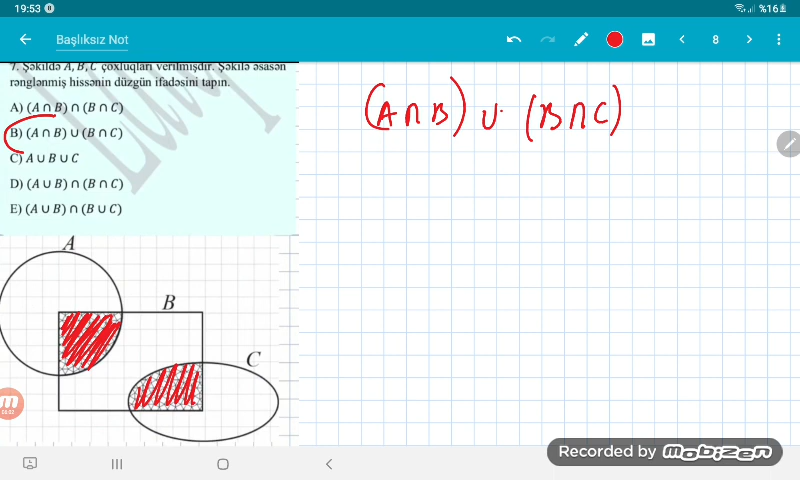 19:53
%16
Başlıksız Not
8
7. Şəkildə A, B, C çoxluqları verilmişdir. Şəkilə əsasən
rənglənmiş hissənin düzgün ifadəsini tapın.
A) (A ∩ B) ∩ (B ∩ C)
B) (A ∩ B) ∪ (B ∩ C)
C) A ∪ B ∪ C
D) (A ∪ B) ∩ (B ∩ C)
E) (A ∪ B) ∩ (B ∪ C)
(A ∩ B) ∪ (B ∩ C)
A
B
C
Recorded by
mobizen